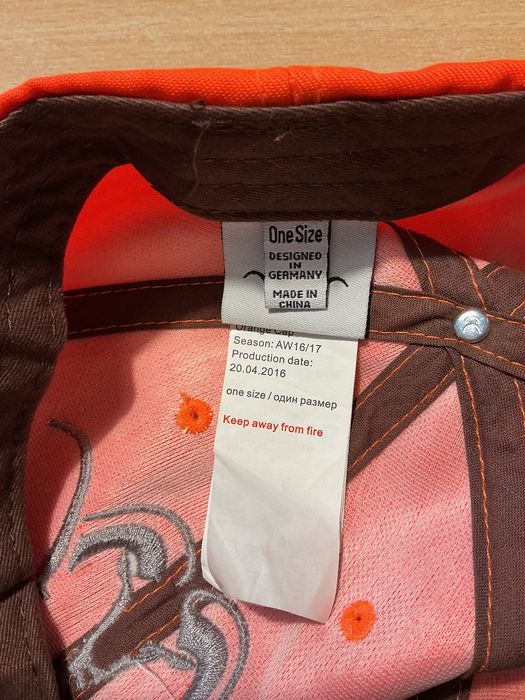 One Size
DESIGNED
IN
GERMANY
MADE IN
CHINA
Orange Cap
Season: AW16/17
Production date:
20.04.2016
one size / один размер
Keep away from fire